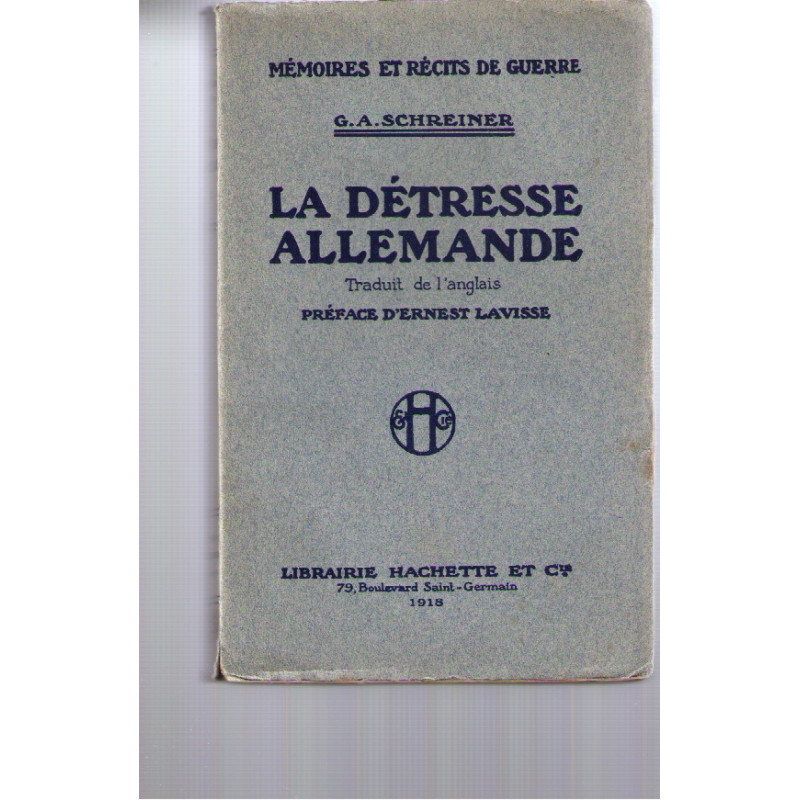 MÉMOIRES ET RÉCITS DE GUERRE
G. A. SCHREINER
LA DÉTRESSE
ALLEMANDE
Traduit de l'anglais
PRÉFACE D'ERNEST LAVISSE
H & Cie
LIBRAIRIE HACHETTE ET Cie
79, Boulevard Saint-Germain
1918